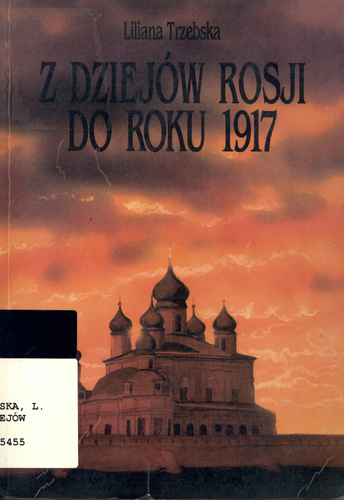 Liliana Trzebska
Z DZIEJÓW ROSJI
DO ROKU 1917
SKA, L.
EJÓW
5455